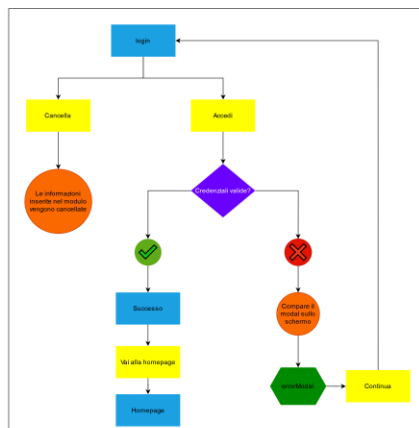 login
Cancella
Accedi
Le informazioni
inserite nel modulo
vengono cancellate
Credenziali valide?
Successo
Compare il
modal sullo
schermo
Vai alla homepage
errorModal
Continua
Homepage